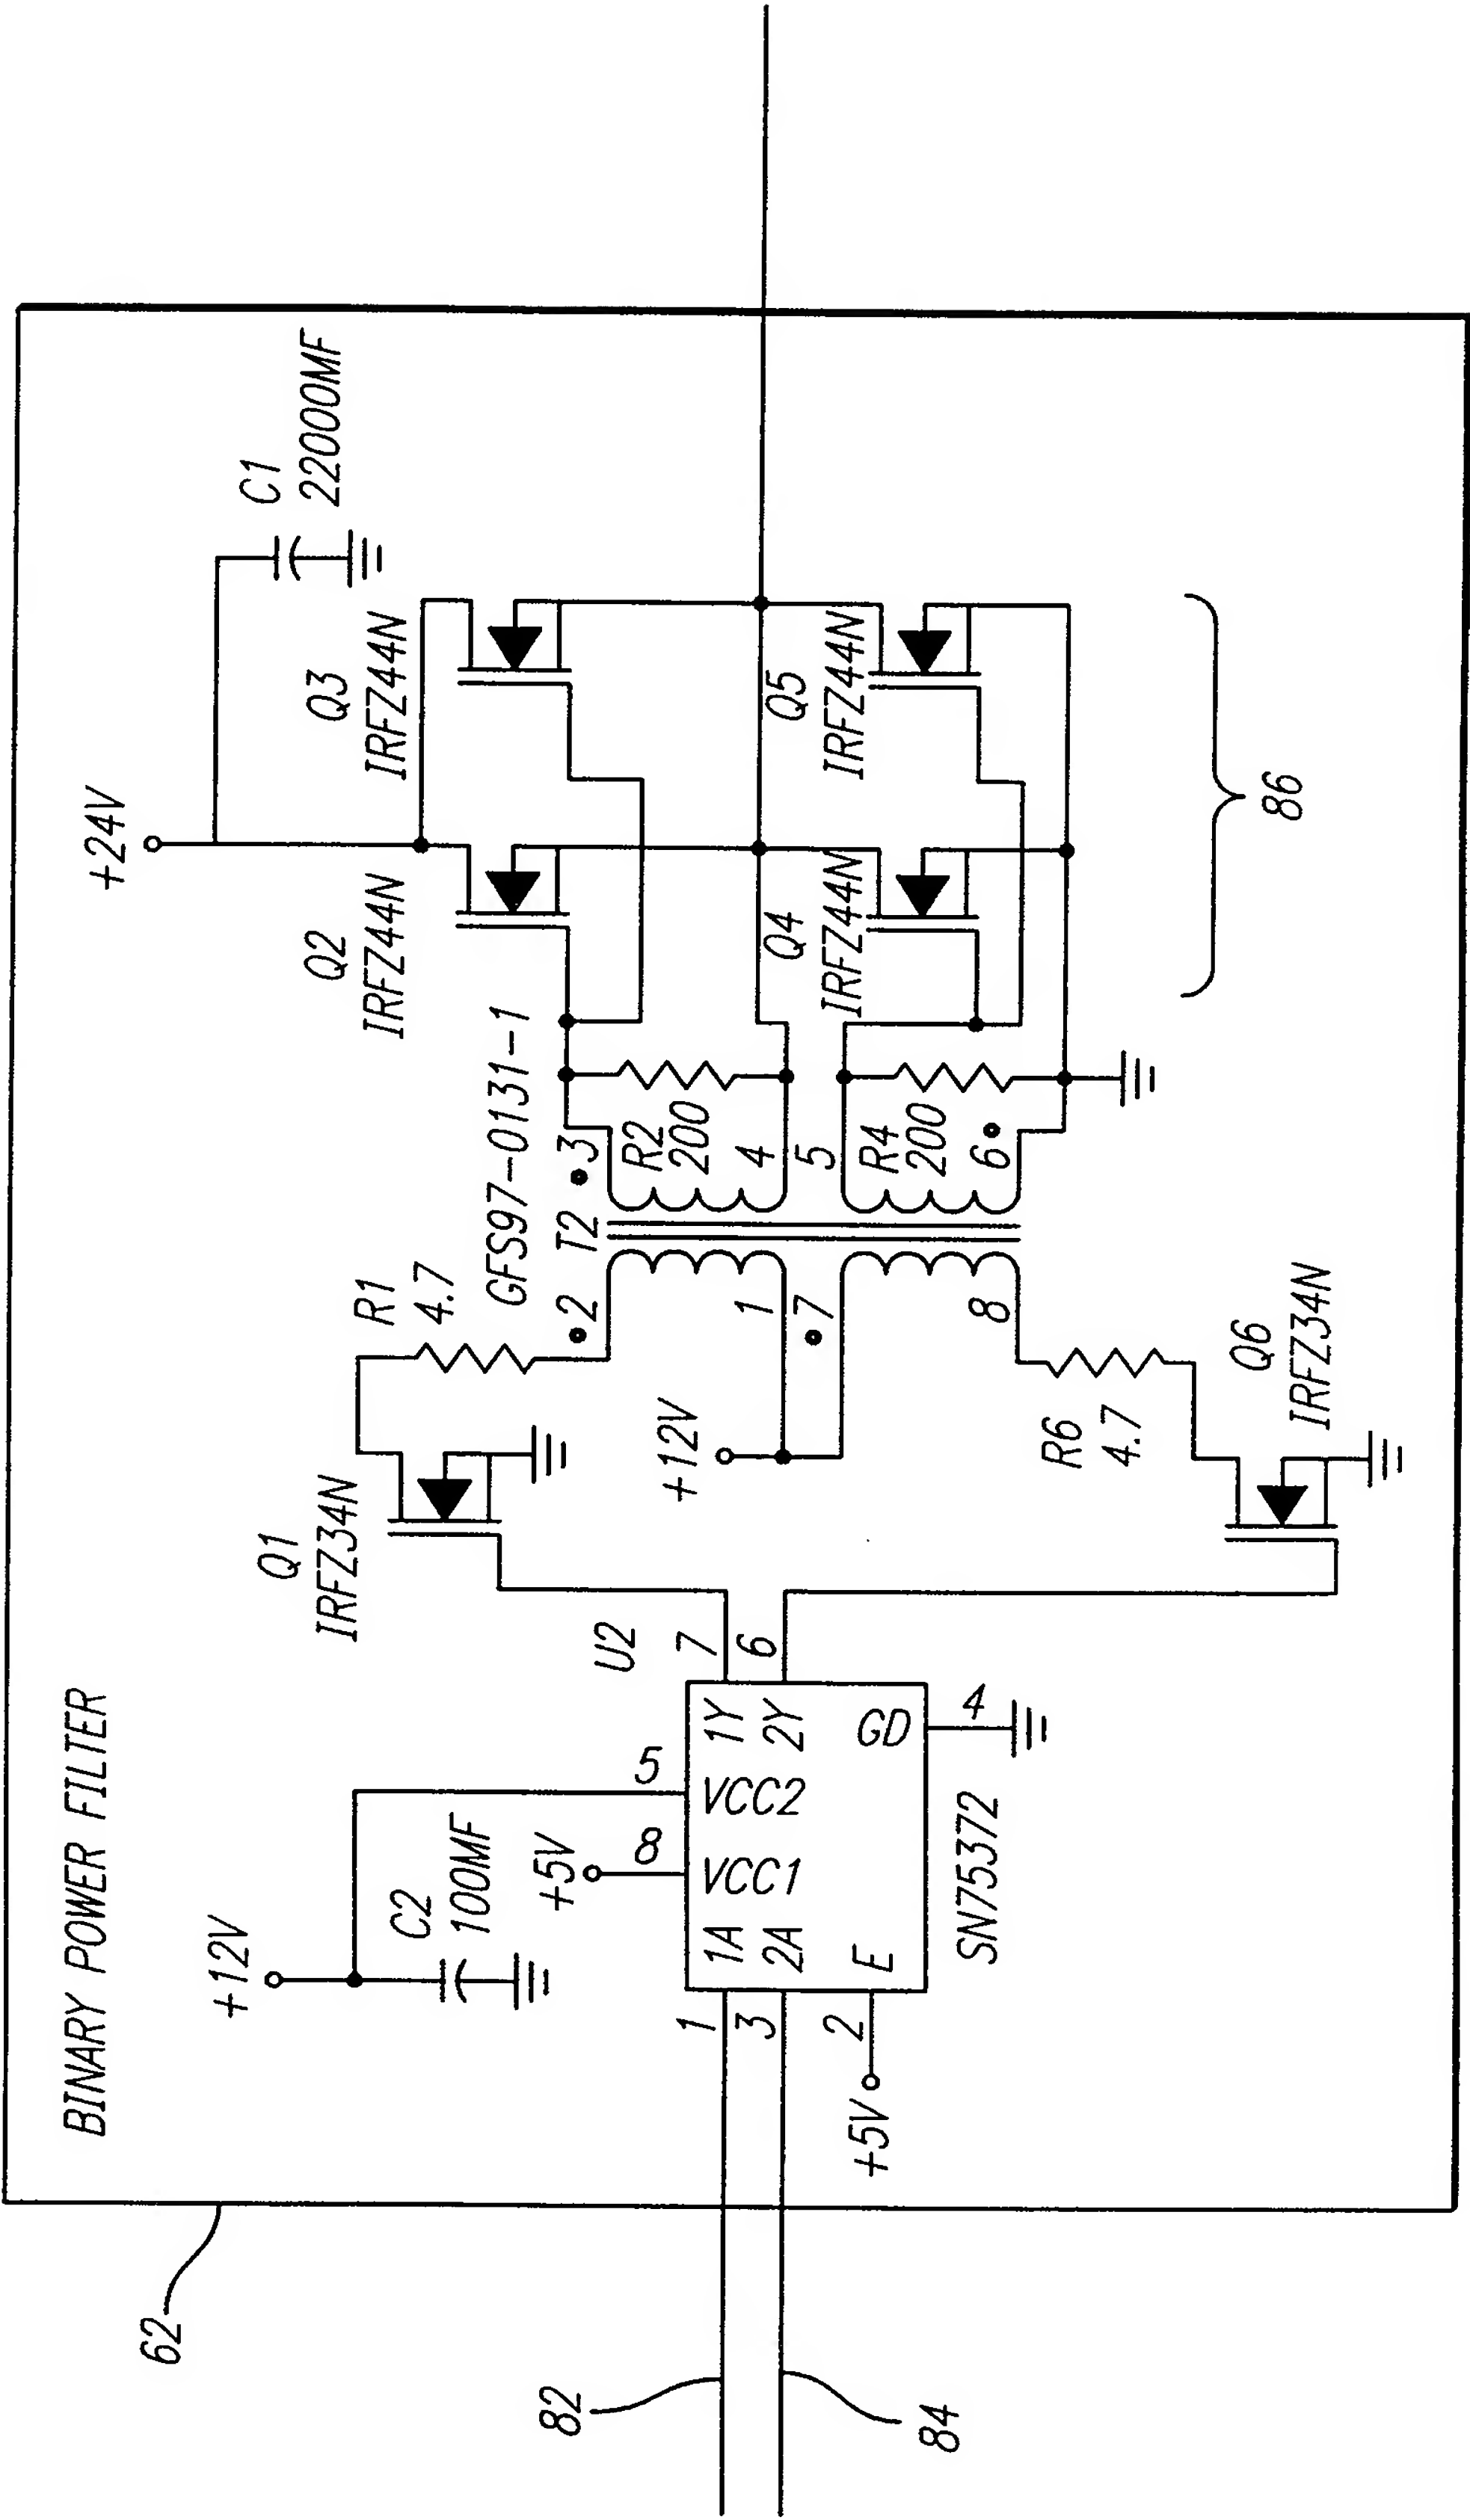 BINARY POWER FILTER
62
82
84
+12V
C2
100MF
+5V
8
5
1
3
2
+5V
1A
2A
E
VCC1
VCC2
1Y
2Y
GD
U2
7
6
4
SN75372
Q1
IRFZ34N
R1
4.7
+12V
GFS97-0131-1
T2
2
1
7
8
3
4
5
6
R6
4.7
Q6
IRFZ34N
R2
200
R4
200
+24V
C1
22000MF
Q2
IRFZ44N
Q3
IRFZ44N
Q4
IRFZ44N
Q5
IRFZ44N
86